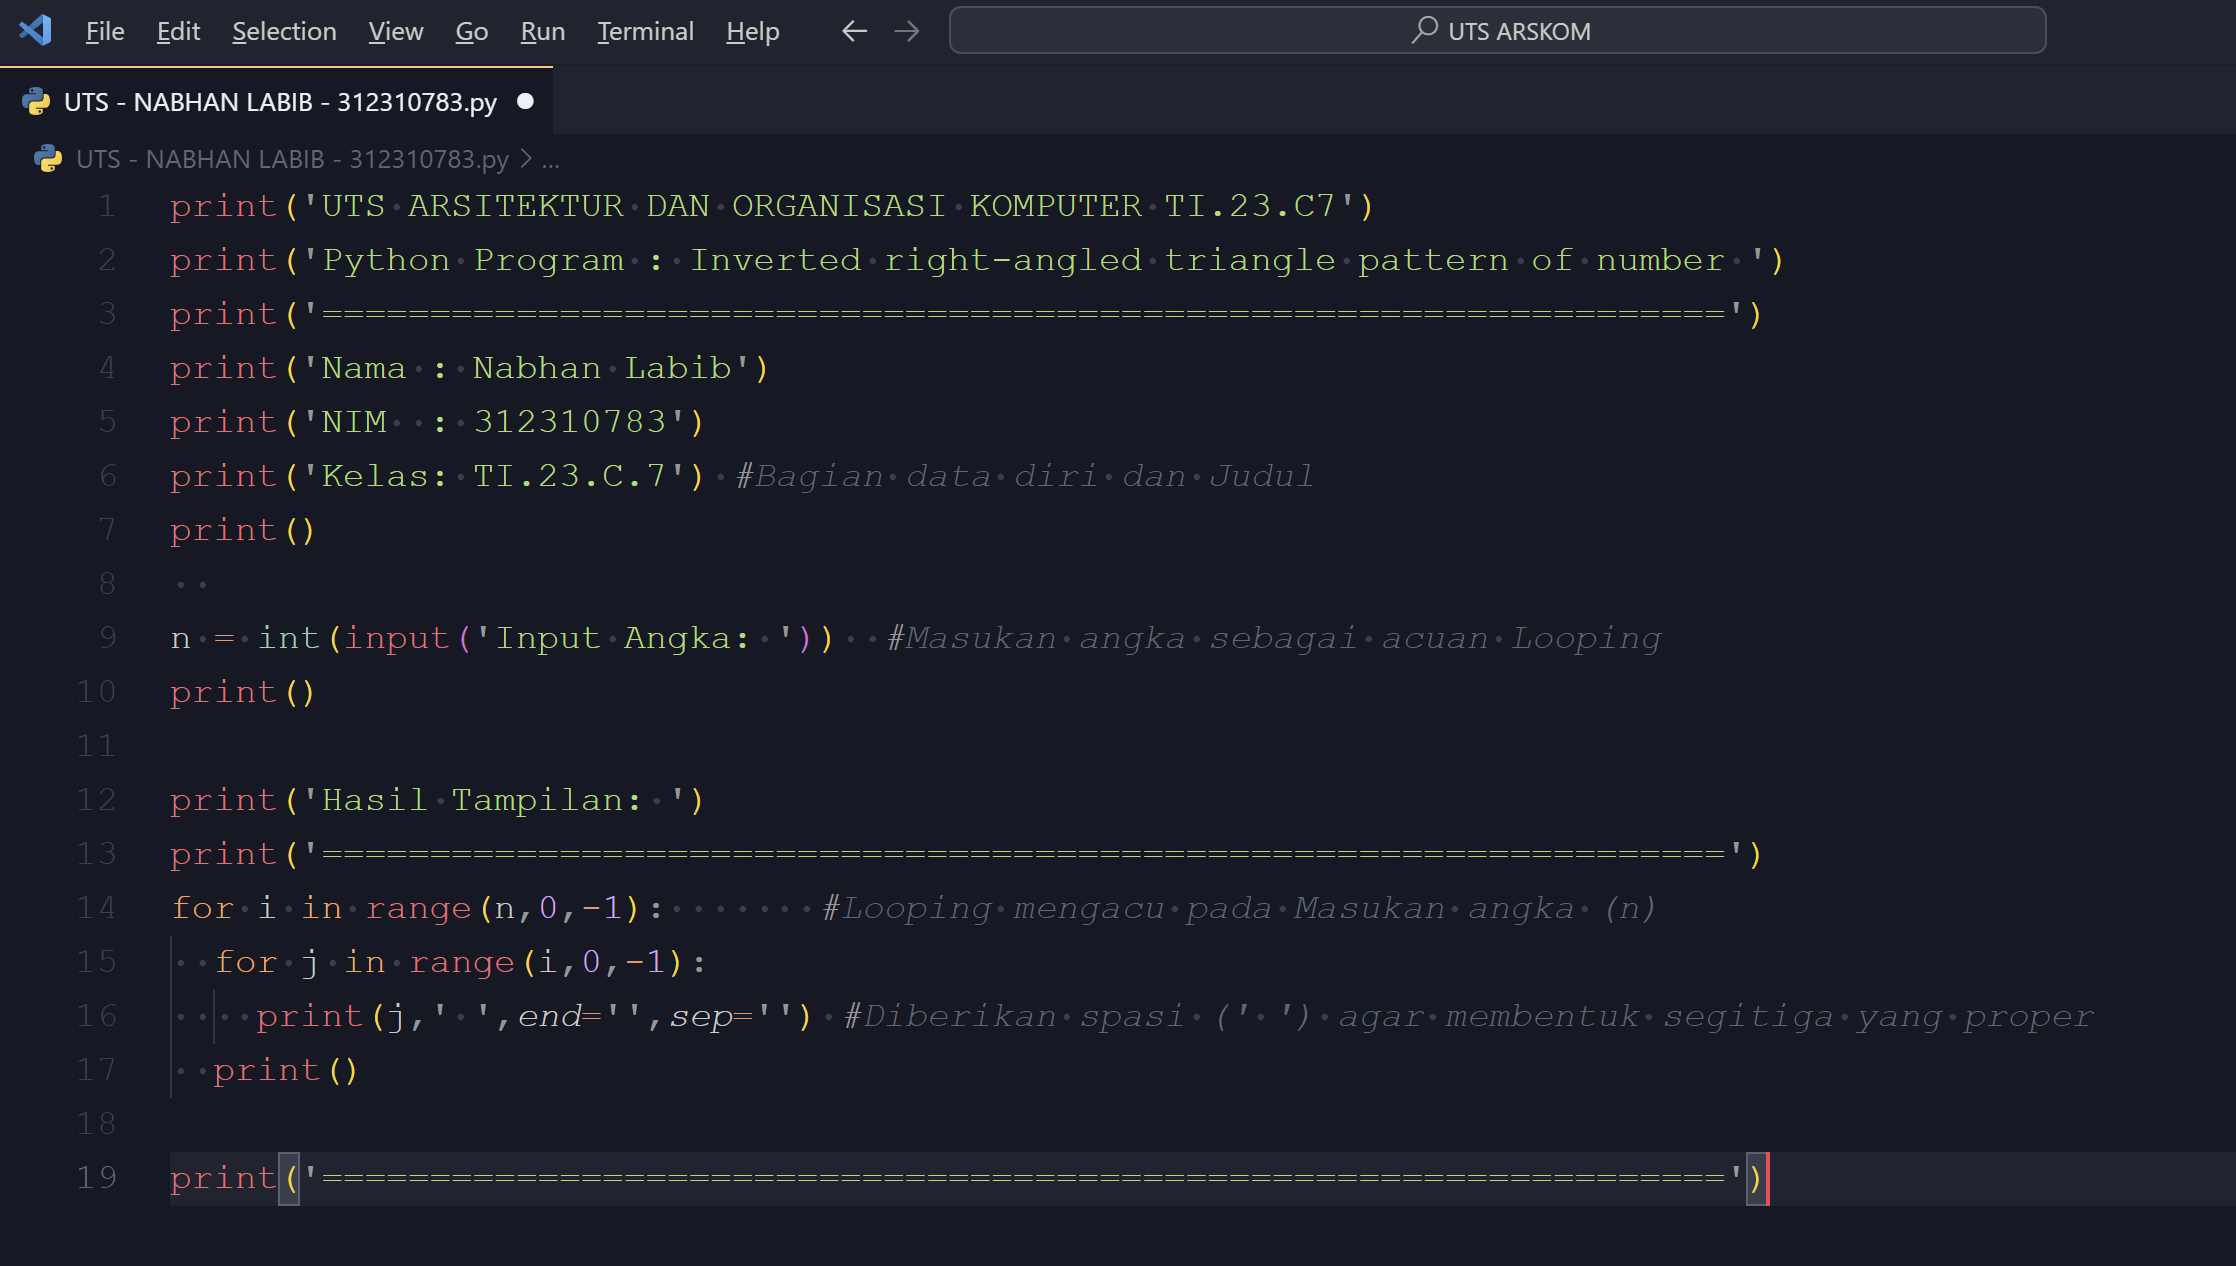 File Edit Selection View Go Run Terminal Help UTS ARSKOM
UTS - NABHAN LABIB - 312310783.py
UTS - NABHAN LABIB - 312310783.py > ...
1 print('UTS ARSITEKTUR DAN ORGANISASI KOMPUTER TI.23.C7')
2 print('Python Program : Inverted right-angled triangle pattern of number ')
3 print('=================================================================')
4 print('Nama : Nabhan Labib')
5 print('NIM  : 312310783')
6 print('Kelas: TI.23.C.7') #Bagian data diri dan Judul
7 print()
8
9 n = int(input('Input Angka: '))  #Masukan angka sebagai acuan Looping
10 print()
11
12 print('Hasil Tampilan: ')
13 print('=================================================================')
14 for i in range(n,0,-1):       #Looping mengacu pada Masukan angka (n)
15   for j in range(i,0,-1):
16     print(j,' ',end='',sep='') #Diberikan spasi (' ') agar membentuk segitiga yang proper
17   print()
18
19 print('=================================================================')